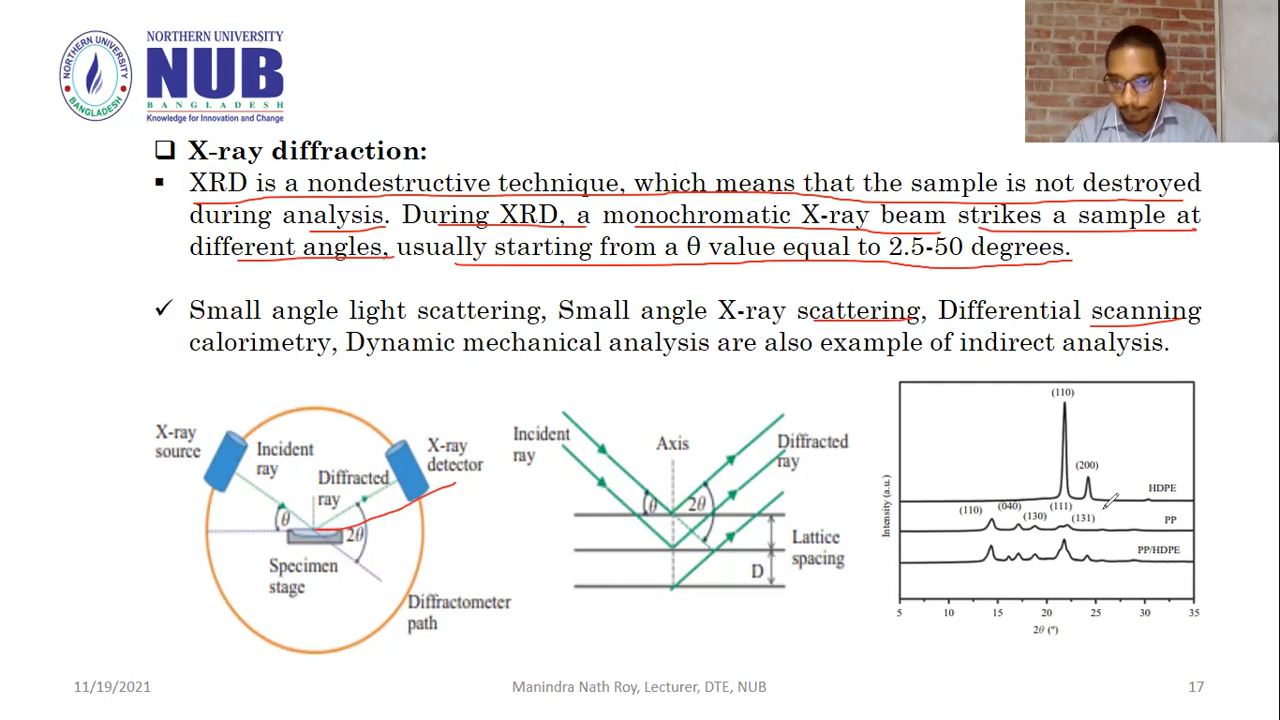 NORTHERN UNIVERSITY
BANGLADESH
NORTHERN UNIVERSITY
NUB
BANGLADESH
Knowledge for Innovation and Change
X-ray diffraction:
XRD is a nondestructive technique, which means that the sample is not destroyed
during analysis. During XRD, a monochromatic X-ray beam strikes a sample at
different angles, usually starting from a θ value equal to 2.5-50 degrees.
Small angle light scattering, Small angle X-ray scattering, Differential scanning
calorimetry, Dynamic mechanical analysis are also example of indirect analysis.
X-ray
source
Incident
ray
Diffracted
ray
X-ray
detector
θ
2θ
Specimen
stage
Diffractometer
path
Incident
ray
Axis
Diffracted
ray
θ
2θ
Lattice
spacing
D
Intensity (a.u.)
(110)
(200)
HDPE
(110)
(040)
(130)
(111)
(131)
PP
PP/HDPE
5 10 15 20 25 30 35
2θ (°)
11/19/2021
Manindra Nath Roy, Lecturer, DTE, NUB
17